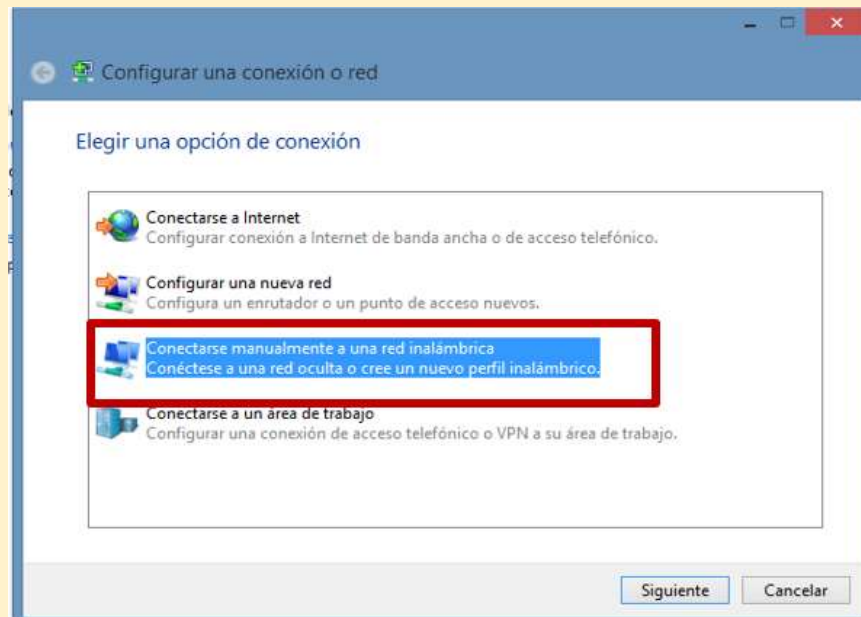 Configurar una conexión o red
Elegir una opción de conexión
Conectarse a Internet
Configurar conexión a Internet de banda ancha o de acceso telefónico.
Configurar una nueva red
Configura un enrutador o un punto de acceso nuevos.
Conectarse manualmente a una red inalámbrica
Conéctese a una red oculta o cree un nuevo perfil inalámbrico.
Conectarse a un área de trabajo
Configurar una conexión de acceso telefónico o VPN a su área de trabajo.
Siguiente
Cancelar